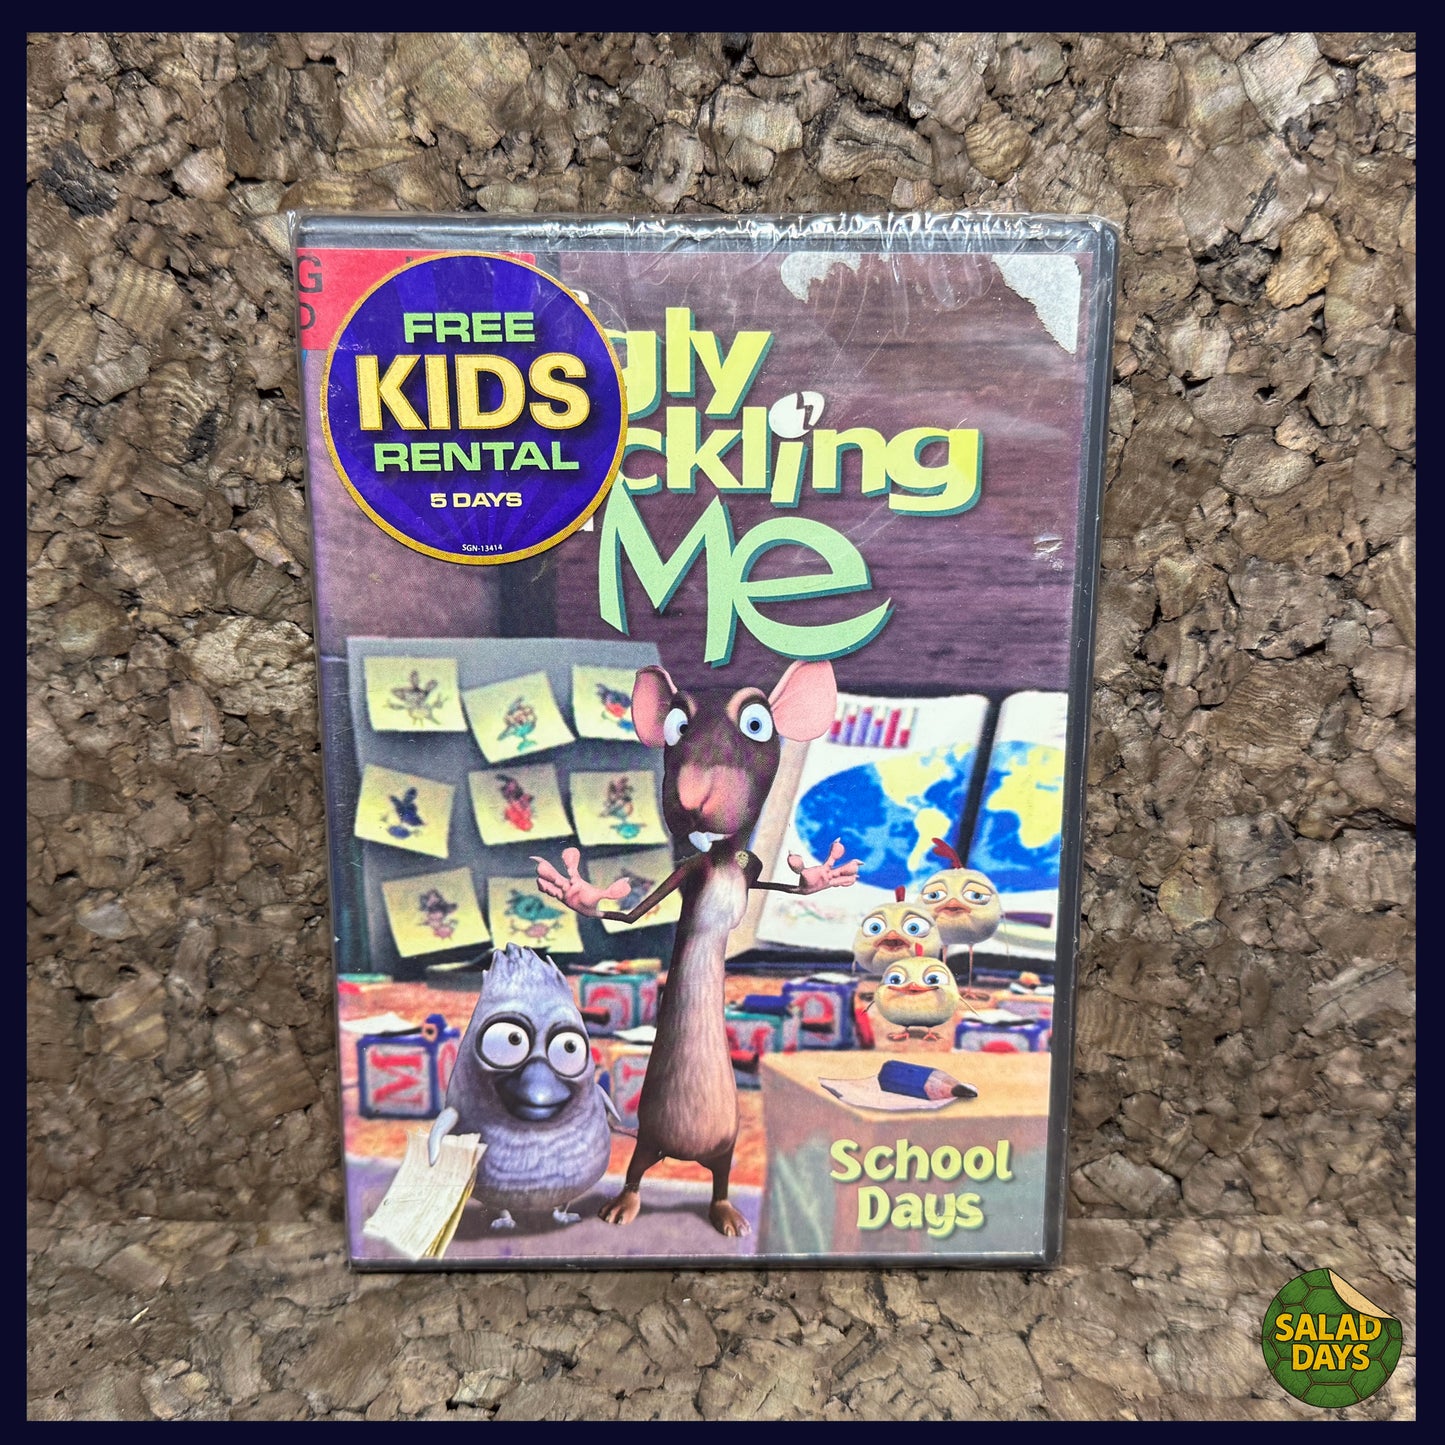 G
FREE
KIDS
RENTAL
5 DAYS
SGN-13414
gly
ckling
Me
School
Days
M
SALAD
DAYS